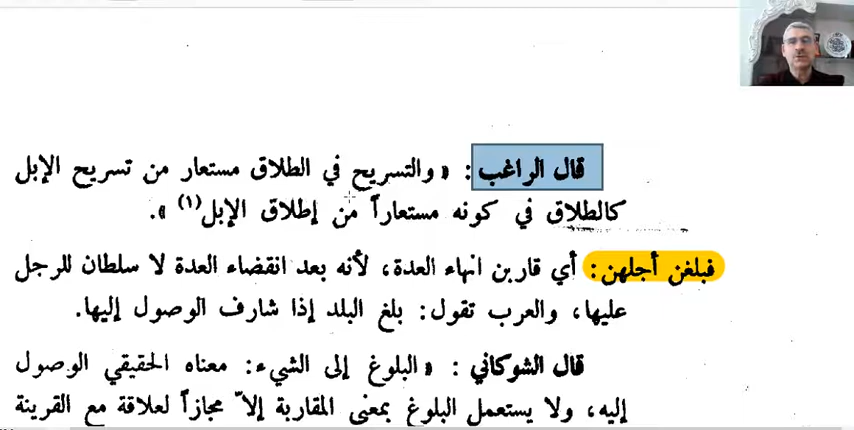 قال الراغب : « والتسريح في الطلاق مستعار من تسريح الإبل
كالطلاق في كونه مستعاراً من إطلاق الإبل(١) ».
فبلغن أجلهن : أي قاربن انهاء العدة، لأنه بعد انقضاء العدة لا سلطان للرجل
عليها، والعرب تقول: بلغ البلد إذا شارف الوصول إليها.
قال الشوكاني : « البلوغ إلى الشيء: معناه الحقيقي الوصول
إليه، ولا يستعمل البلوغ بمعنى المقاربة إلاّ مجازاً لعلاقة مع القرينة